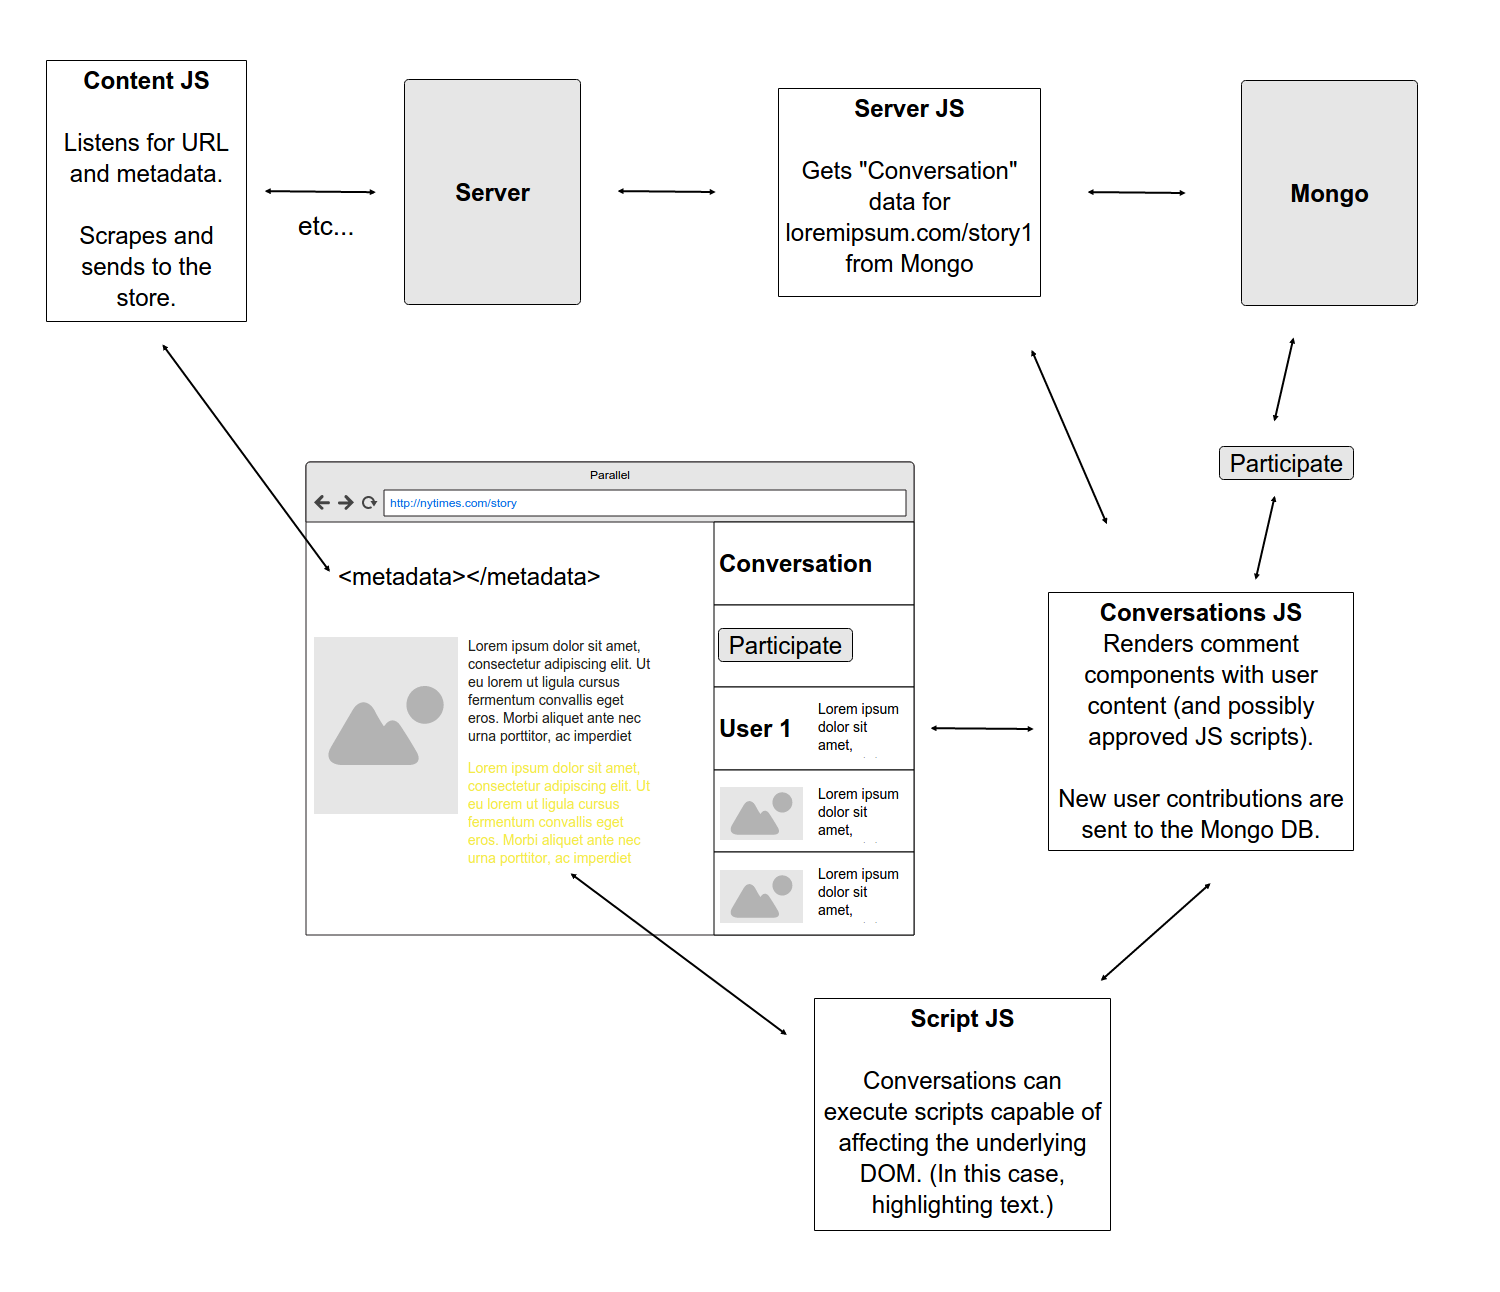 Content JS
Listens for URL
and metadata.
Scrapes and
sends to the
store.
etc...
Server
Server JS
Gets "Conversation"
data for
loremipsum.com/story1
from Mongo
Mongo
Participate
Parallel
http://nytimes.com/story
<metadata></metadata>
Lorem ipsum dolor sit amet,
consectetur adipiscing elit. Ut
eu lorem ut ligula cursus
fermentum convallis eget
eros. Morbi aliquet ante nec
urna porttitor, ac imperdiet
Lorem ipsum dolor sit amet,
consectetur adipiscing elit. Ut
eu lorem ut ligula cursus
fermentum convallis eget
eros. Morbi aliquet ante nec
urna porttitor, ac imperdiet
Conversation
Participate
User 1
Lorem ipsum
dolor sit
amet,
Lorem ipsum
dolor sit
amet,
Lorem ipsum
dolor sit
amet,
Conversations JS
Renders comment
components with user
content (and possibly
approved JS scripts).
New user contributions are
sent to the Mongo DB.
Script JS
Conversations can
execute scripts capable of
affecting the underlying
DOM. (In this case,
highlighting text.)